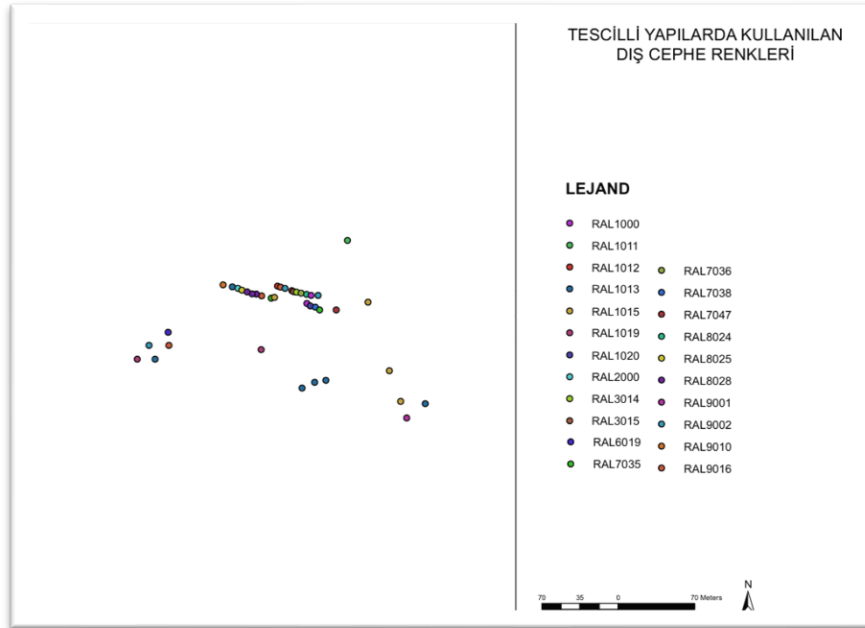 TESCİLLİ YAPILARDA KULLANILAN
DIŞ CEPHE RENKLERİ
LEJAND
RAL1000
RAL1011
RAL1012
RAL1013
RAL1015
RAL1019
RAL1020
RAL2000
RAL3014
RAL3015
RAL6019
RAL7035
RAL7036
RAL7038
RAL7047
RAL8024
RAL8025
RAL8028
RAL9001
RAL9002
RAL9010
RAL9016
70 35 0 70 Meters
N